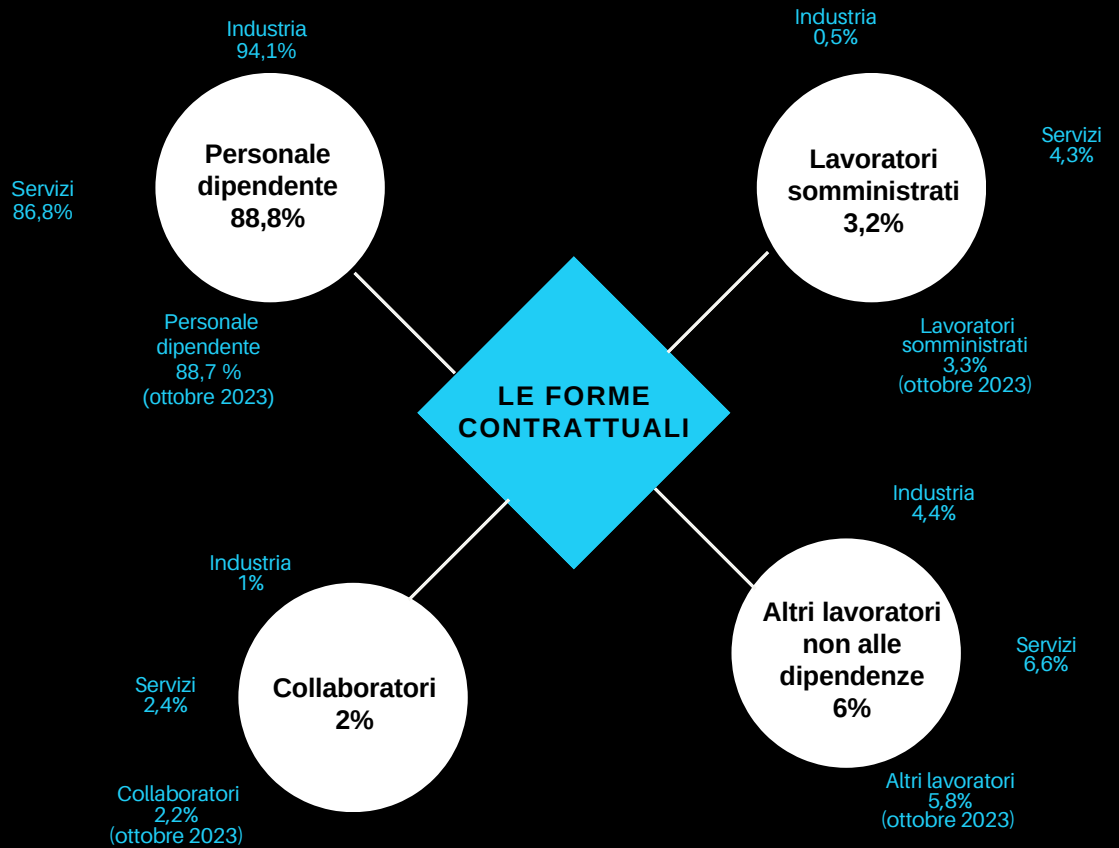 Industria
94,1%
Personale
dipendente
88,8%
Servizi
86,8%
Personale
dipendente
88,7 %
(ottobre 2023)
Industria
0,5%
Lavoratori
somministrati
3,2%
Servizi
4,3%
Lavoratori
somministrati
3,3%
(ottobre 2023)
LE FORME
CONTRATTUALI
Industria
1%
Collaboratori
2%
Servizi
2,4%
Collaboratori
2,2%
(ottobre 2023)
Industria
4,4%
Altri lavoratori
non alle
dipendenze
6%
Servizi
6,6%
Altri lavoratori
5,8%
(ottobre 2023)